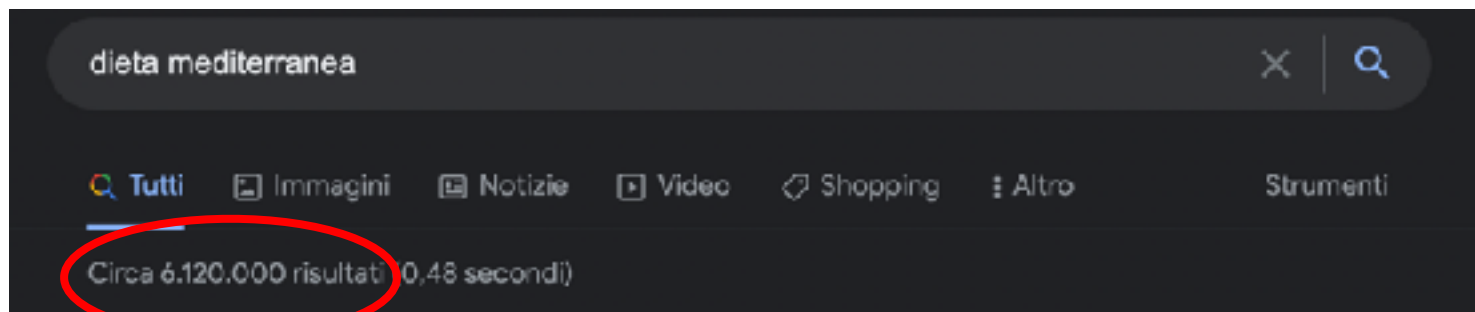 dieta mediterranea
Tutti Immagini Notizie Video Shopping Altro Strumenti
Circa 6.120.000 risultati (0,48 secondi)